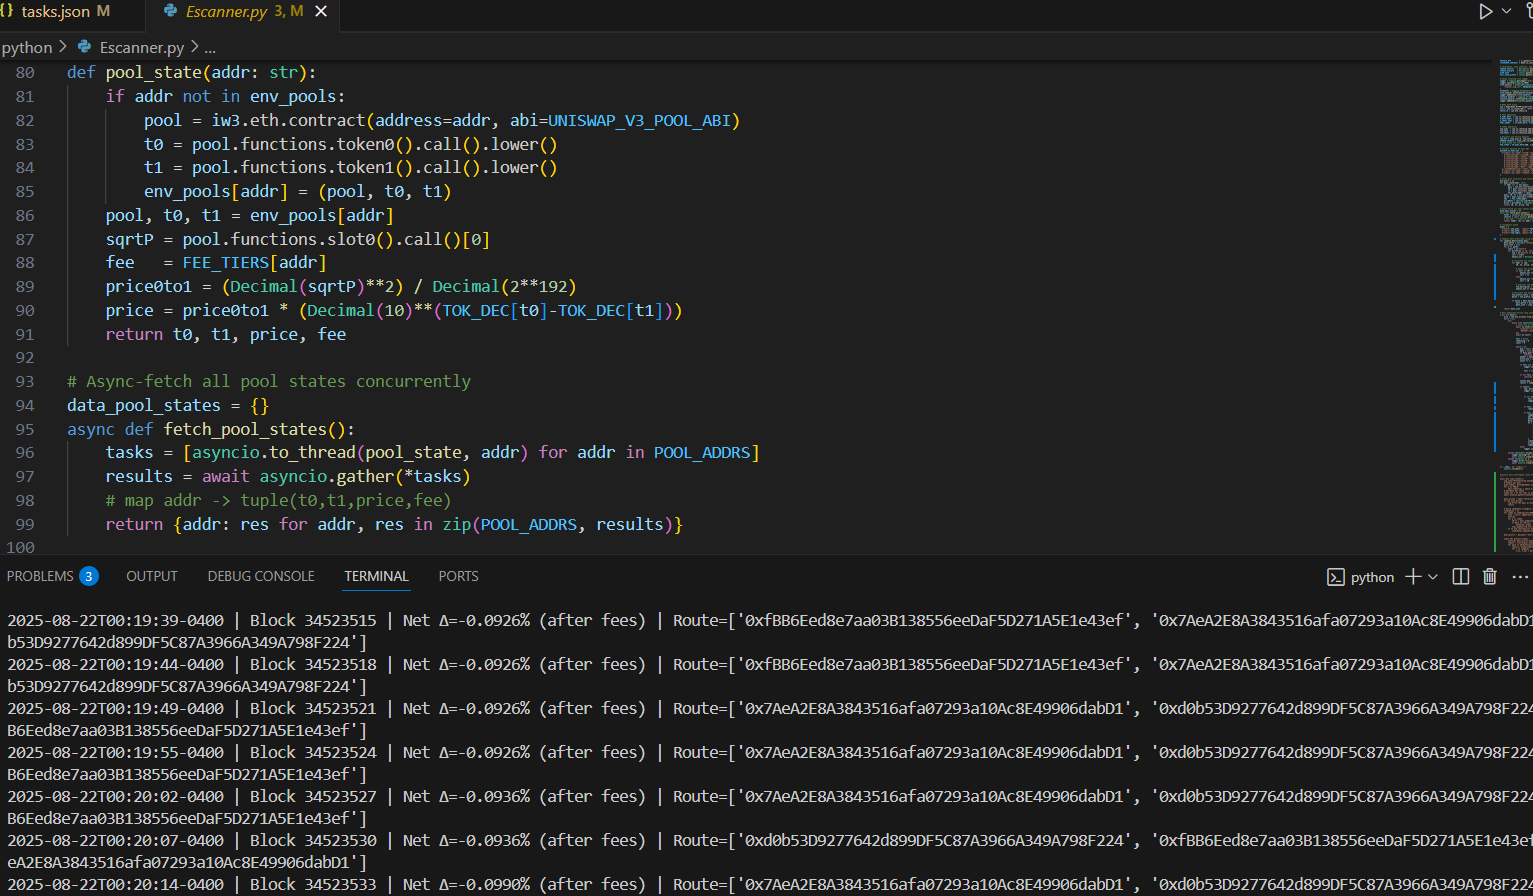 {} tasks.json M
Escanner.py 3, M
python > Escanner.py > ...
80 def pool_state(addr: str):
81 if addr not in env_pools:
82 pool = iw3.eth.contract(address=addr, abi=UNISWAP_V3_POOL_ABI)
83 t0 = pool.functions.token0().call().lower()
84 t1 = pool.functions.token1().call().lower()
85 env_pools[addr] = (pool, t0, t1)
86 pool, t0, t1 = env_pools[addr]
87 sqrtP = pool.functions.slot0().call()[0]
88 fee   = FEE_TIERS[addr]
89 price0to1 = (Decimal(sqrtP)**2) / Decimal(2**192)
90 price = price0to1 * (Decimal(10)**(TOK_DEC[t0]-TOK_DEC[t1]))
91 return t0, t1, price, fee
92
93 # Async-fetch all pool states concurrently
94 data_pool_states = {}
95 async def fetch_pool_states():
96 tasks = [asyncio.to_thread(pool_state, addr) for addr in POOL_ADDRS]
97 results = await asyncio.gather(*tasks)
98 # map addr -> tuple(t0,t1,price,fee)
99 return {addr: res for addr, res in zip(POOL_ADDRS, results)}
100
PROBLEMS 3 OUTPUT DEBUG CONSOLE TERMINAL PORTS python
2025-08-22T00:19:39-0400 | Block 34523515 | Net Δ=-0.0926% (after fees) | Route=['0xfBB6Eed8e7aa03B138556eeDaF5D271A5E1e43ef', '0x7AeA2E8A3843516afa07293a10Ac8E49906dabD1
b53D9277642d899DF5C87A3966A349A798F224']
2025-08-22T00:19:44-0400 | Block 34523518 | Net Δ=-0.0926% (after fees) | Route=['0xfBB6Eed8e7aa03B138556eeDaF5D271A5E1e43ef', '0x7AeA2E8A3843516afa07293a10Ac8E49906dabD1
b53D9277642d899DF5C87A3966A349A798F224']
2025-08-22T00:19:49-0400 | Block 34523521 | Net Δ=-0.0926% (after fees) | Route=['0x7AeA2E8A3843516afa07293a10Ac8E49906dabD1', '0xd0b53D9277642d899DF5C87A3966A349A798F224
B6Eed8e7aa03B138556eeDaF5D271A5E1e43ef']
2025-08-22T00:19:55-0400 | Block 34523524 | Net Δ=-0.0926% (after fees) | Route=['0x7AeA2E8A3843516afa07293a10Ac8E49906dabD1', '0xd0b53D9277642d899DF5C87A3966A349A798F224
B6Eed8e7aa03B138556eeDaF5D271A5E1e43ef']
2025-08-22T00:20:02-0400 | Block 34523527 | Net Δ=-0.0936% (after fees) | Route=['0x7AeA2E8A3843516afa07293a10Ac8E49906dabD1', '0xd0b53D9277642d899DF5C87A3966A349A798F224
B6Eed8e7aa03B138556eeDaF5D271A5E1e43ef']
2025-08-22T00:20:07-0400 | Block 34523530 | Net Δ=-0.0936% (after fees) | Route=['0xd0b53D9277642d899DF5C87A3966A349A798F224', '0xfBB6Eed8e7aa03B138556eeDaF5D271A5E1e43ef
eA2E8A3843516afa07293a10Ac8E49906dabD1']
2025-08-22T00:20:14-0400 | Block 34523533 | Net Δ=-0.0990% (after fees) | Route=['0x7AeA2E8A3843516afa07293a10Ac8E49906dabD1', '0xd0b53D9277642d899DF5C87A3966A349A798F224